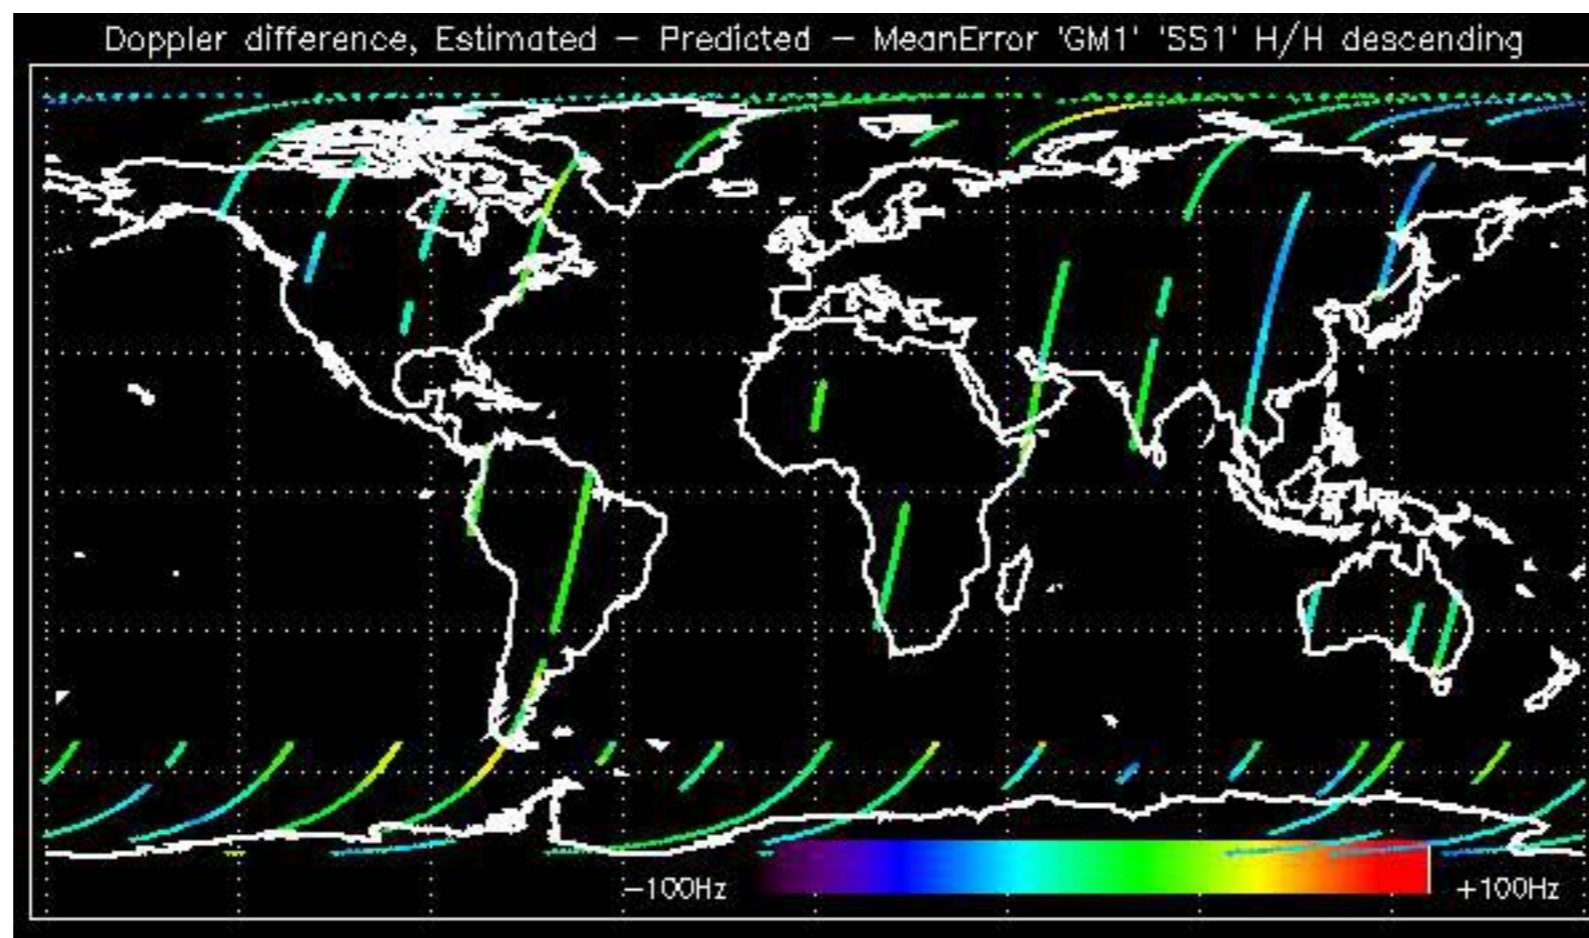 Doppler difference, Estimated – Predicted – MeanError 'GM1' 'SS1' H/H descending
–100Hz +100Hz